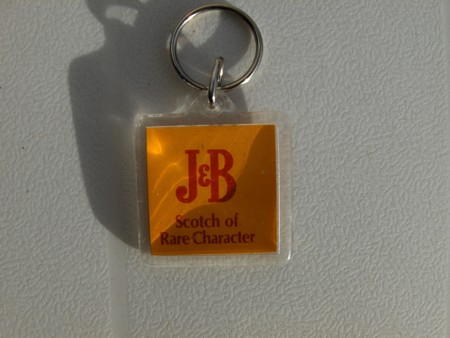 J&B
Scotch of
Rare Character